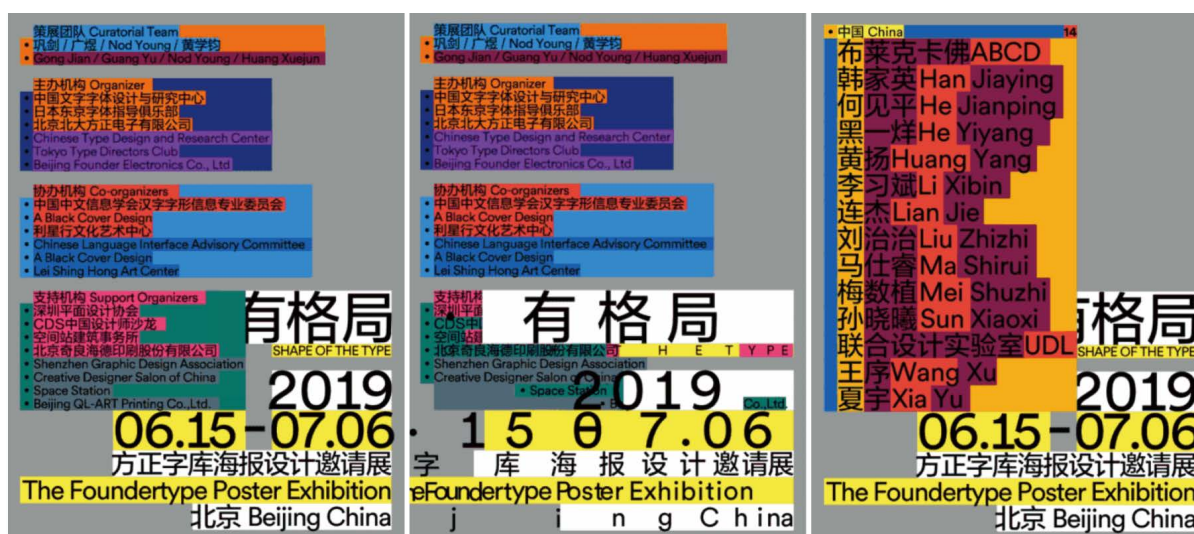 策展团队 Curatorial Team
• 巩剑 / 广煜 / Nod Young / 黄学钧
• Gong Jian / Guang Yu / Nod Young / Huang Xuejun
主办机构 Organizer
• 中国文字字体设计与研究中心
• 日本东京字体指导俱乐部
• 北京北大方正电子有限公司
• Chinese Type Design and Research Center
• Tokyo Type Directors Club
• Beijing Founder Electronics Co., Ltd
协办机构 Co-organizers
• 中国中文信息学会汉字字形信息专业委员会
• A Black Cover Design
• 利星行文化艺术中心
• Chinese Language Interface Advisory Committee
• A Black Cover Design
• Lei Shing Hong Art Center
支持机构 Support Organizers
• 深圳平面设计协会
• CDS中国设计师沙龙
• 空间站建筑事务所
• 北京奇良海德印刷股份有限公司
• Shenzhen Graphic Design Association
• Creative Designer Salon of China
• Space Station
• Beijing QL-ART Printing Co.,Ltd.
有格局
SHAPE OF THE TYPE
2019
06.15-07.06
方正字库海报设计邀请展
The Foundertype Poster Exhibition
北京 Beijing China
策展团队 Curatorial Team
• 巩剑 / 广煜 / Nod Young / 黄学钧
• Gong Jian / Guang Yu / Nod Young / Huang Xuejun
主办机构 Organizer
• 中国文字字体设计与研究中心
• 日本东京字体指导俱乐部
• 北京北大方正电子有限公司
• Chinese Type Design and Research Center
• Tokyo Type Directors Club
• Beijing Founder Electronics Co., Ltd
协办机构 Co-organizers
• 中国中文信息学会汉字字形信息专业委员会
• A Black Cover Design
• 利星行文化艺术中心
• Chinese Language Interface Advisory Committee
• A Black Cover Design
• Lei Shing Hong Art Center
支持机构
深圳平面
• CDS中
空间站
• 北京奇良海德印刷股份有限公司
• Shenzhen Graphic Design Association
• Creative Designer Salon of China
• Space Station
Co.,Ltd.
有格局
T H E T Y P E
2019
. 15 07.06
字库海报设计邀请展
eFoundertype Poster Exhibition
j i n g China
• 中国 China 14
布莱克卡佛ABCD
韩家英Han Jiaying
何见平He Jianping
黑一烊He Yiyang
黄扬Huang Yang
李习斌Li Xibin
连杰Lian Jie
刘治治Liu Zhizhi
马仕睿Ma Shirui
梅数植Mei Shuzhi
孙晓曦Sun Xiaoxi
联合设计实验室UDL
王序Wang Xu
夏宇Xia Yu
有格局
SHAPE OF THE TYPE
2019
06.15-07.06
方正字库海报设计邀请展
The Foundertype Poster Exhibition
北京 Beijing China